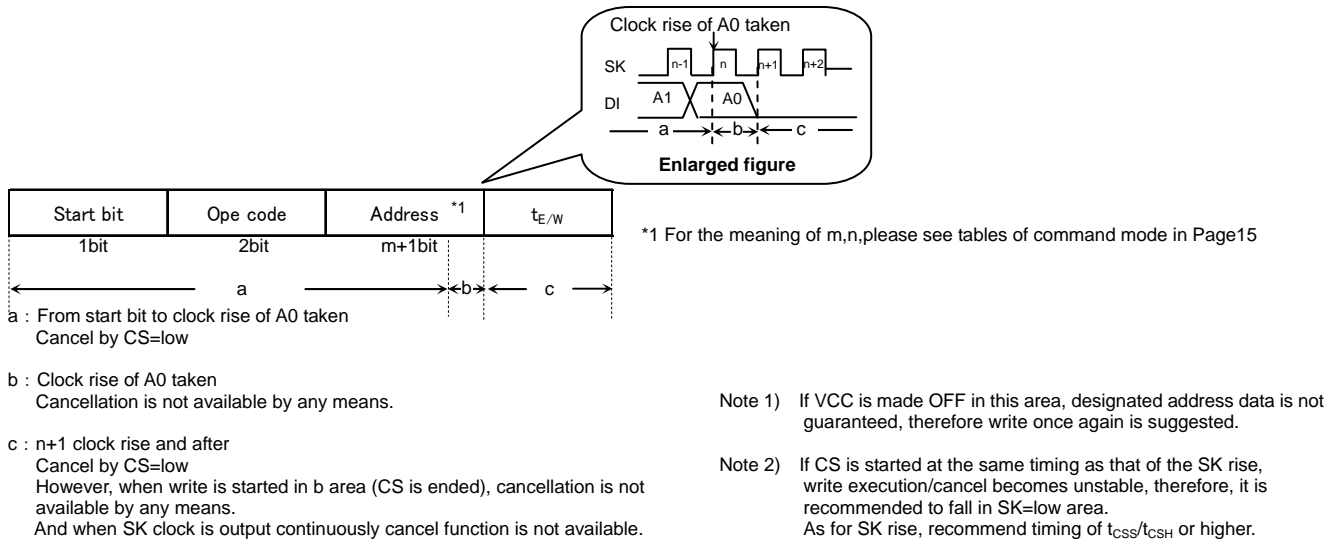 Clock rise of A0 taken
SK
n-1
n
n+1
n+2
DI
A1
A0
a
b
c
Enlarged figure
Start bit
Ope code
Address *1
tE/W
1bit
2bit
m+1bit
*1 For the meaning of m,n,please see tables of command mode in Page15
a
b
c
a : From start bit to clock rise of A0 taken
Cancel by CS=low
b : Clock rise of A0 taken
Cancellation is not available by any means.
c : n+1 clock rise and after
Cancel by CS=low
However, when write is started in b area (CS is ended), cancellation is not
available by any means.
And when SK clock is output continuously cancel function is not available.
Note 1) If VCC is made OFF in this area, designated address data is not
guaranteed, therefore write once again is suggested.
Note 2) If CS is started at the same timing as that of the SK rise,
write execution/cancel becomes unstable, therefore, it is
recommended to fall in SK=low area.
As for SK rise, recommend timing of tCSS/tCSH or higher.